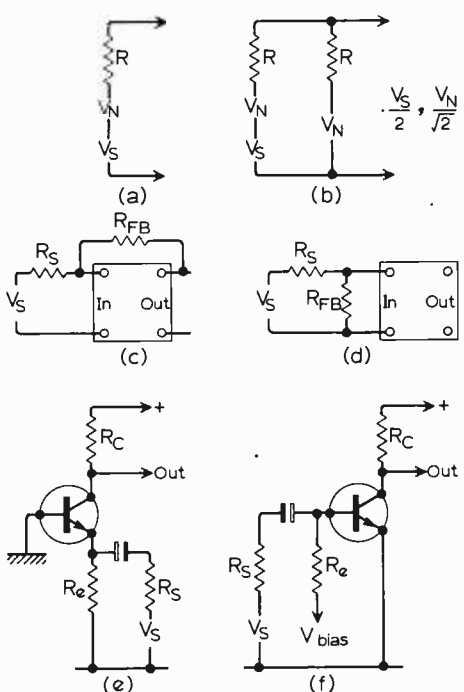 R
V_N
V_S
(a)
R
R
V_N
V_N
V_S
V_S/2 , V_N/√2
(b)
R_FB
R_S
V_S
In
Out
(c)
R_S
R_FB
V_S
In
Out
(d)
+
R_C
Out
R_e
R_S
V_S
(e)
+
R_C
Out
R_S
R_e
V_S
V_bias
(f)